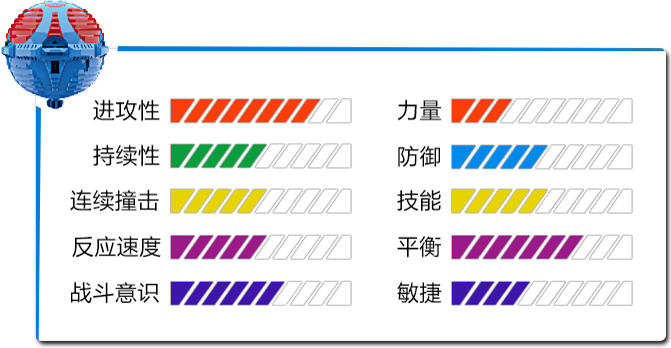 进攻性 力量
持续性 防御
连续撞击 技能
反应速度 平衡
战斗意识 敏捷